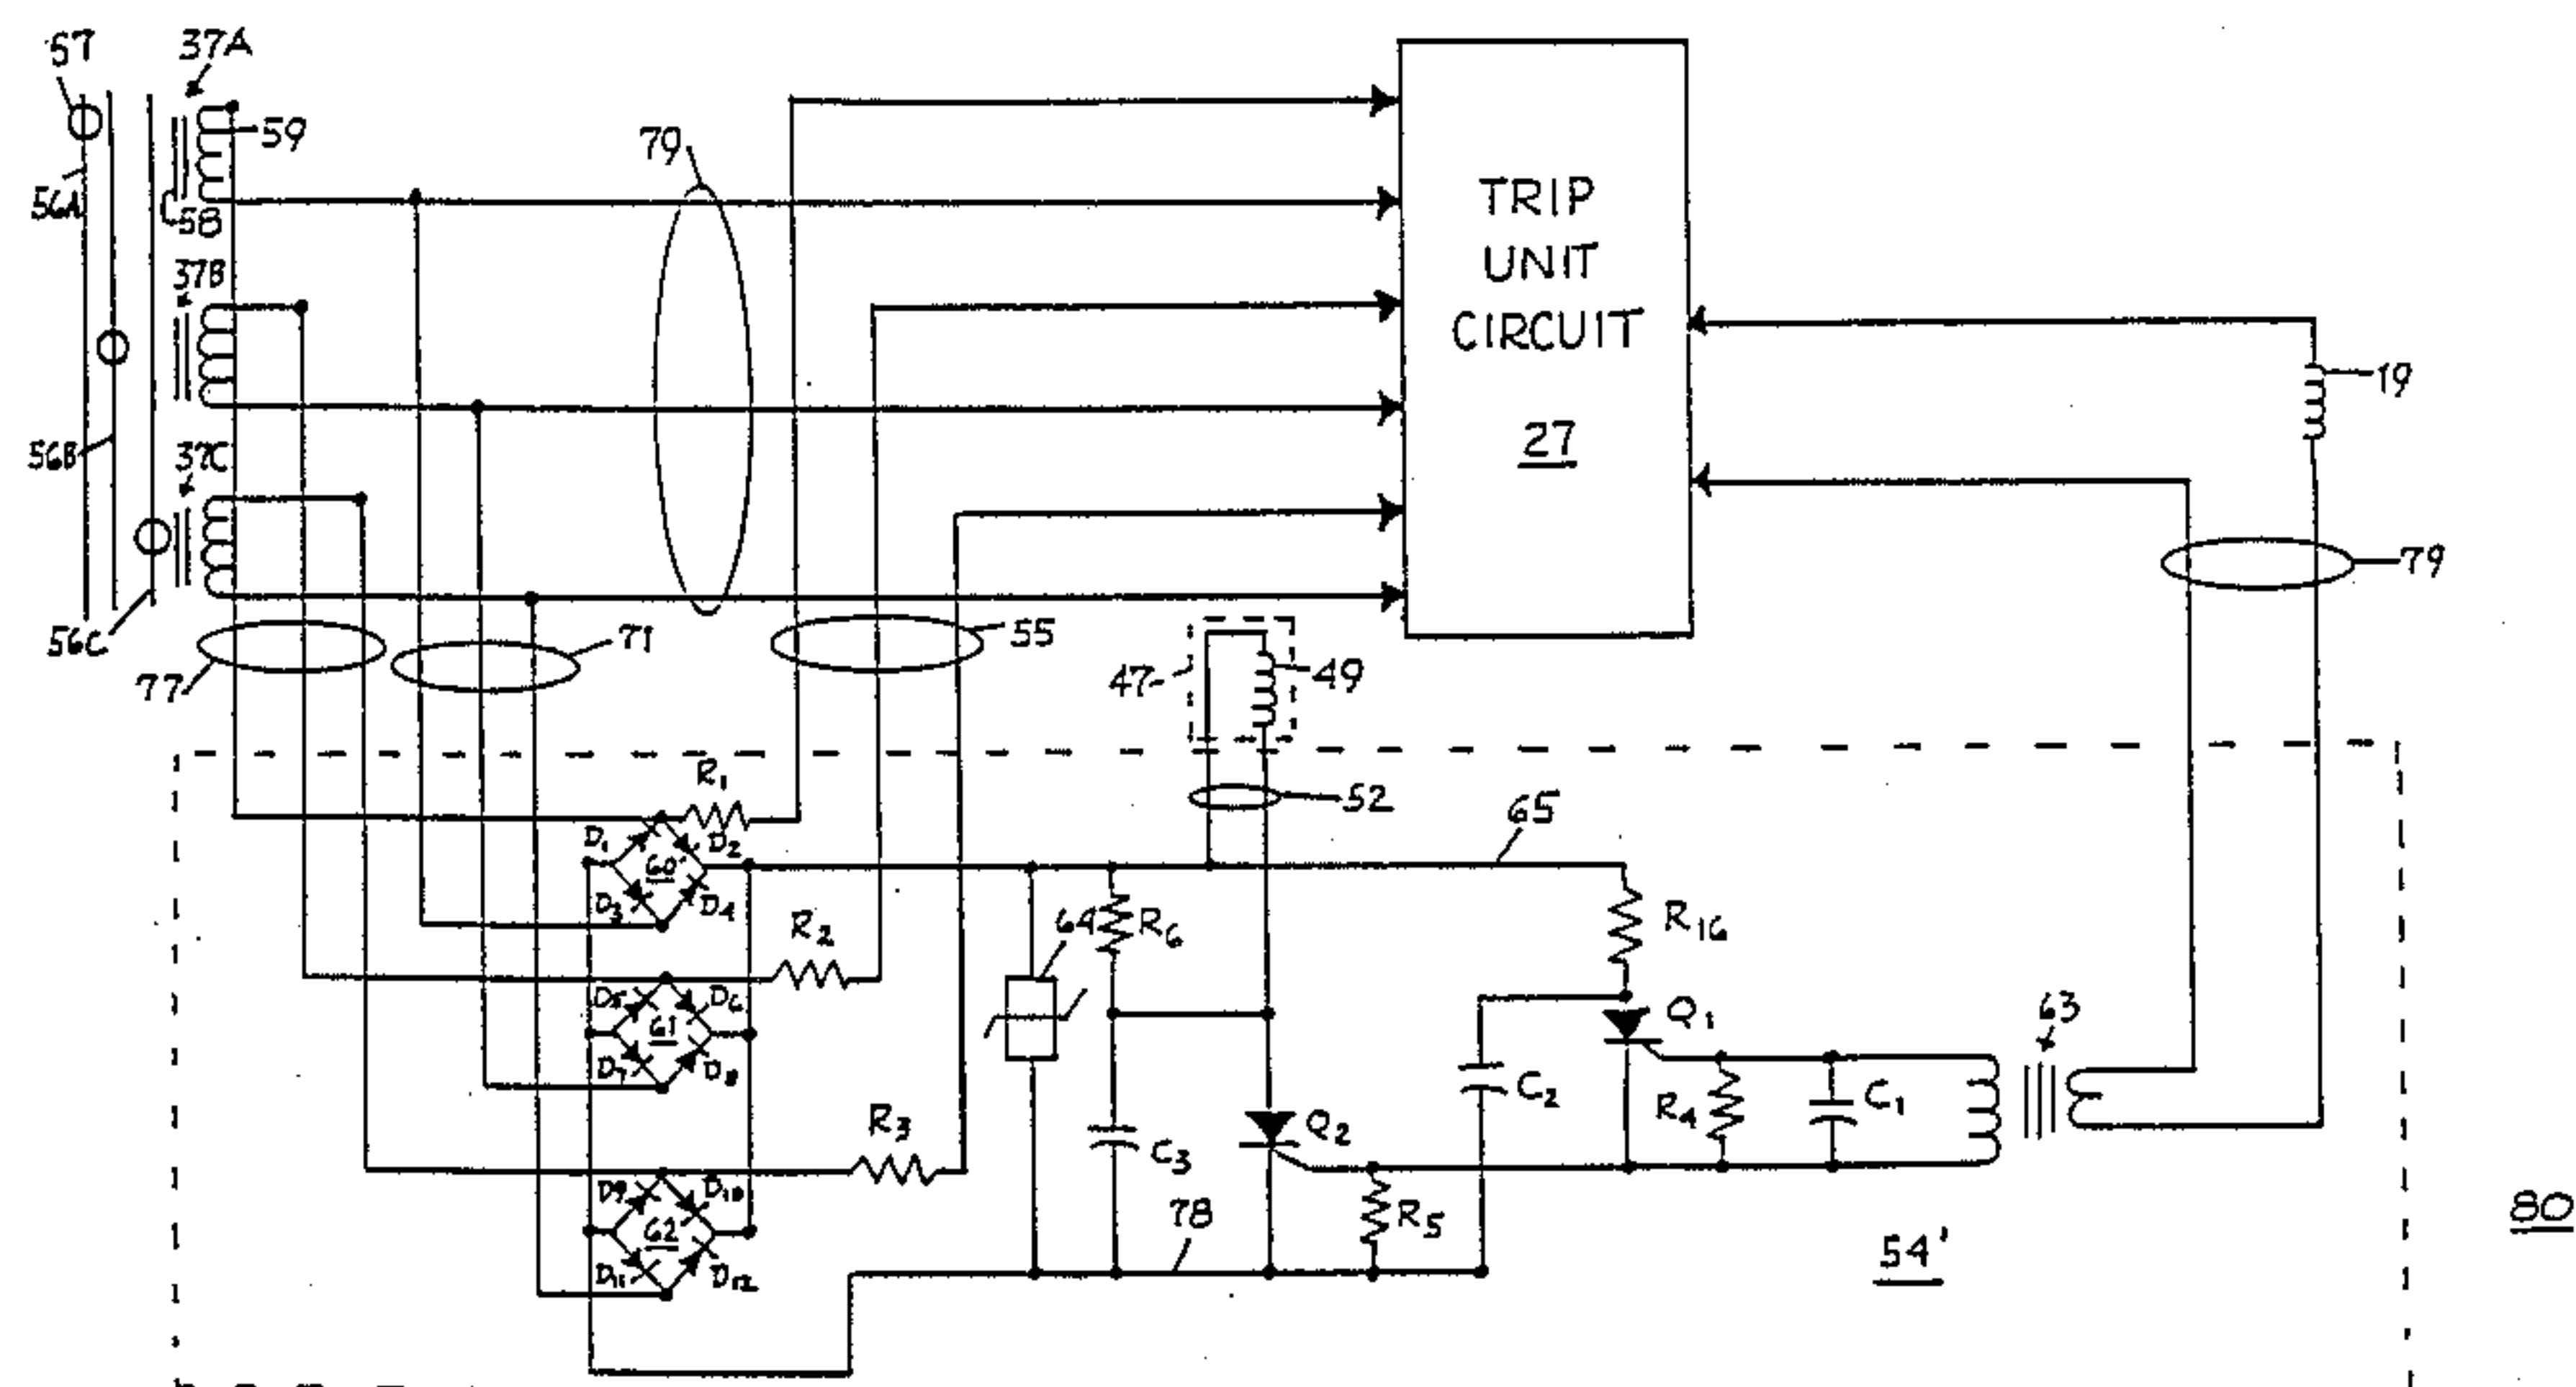 57
37A
59
79
56A
58
TRIP
UNIT
CIRCUIT
27
37B
19
56B
37C
79
56C
77
71
55
47
49
52
65
R1
D1
D2
60
D3
D4
R2
64
R6
R16
D5
D6
61
D7
D8
Q1
63
C2
R4
C1
R3
C3
Q2
D9
D10
62
D11
D12
78
R5
54'
80